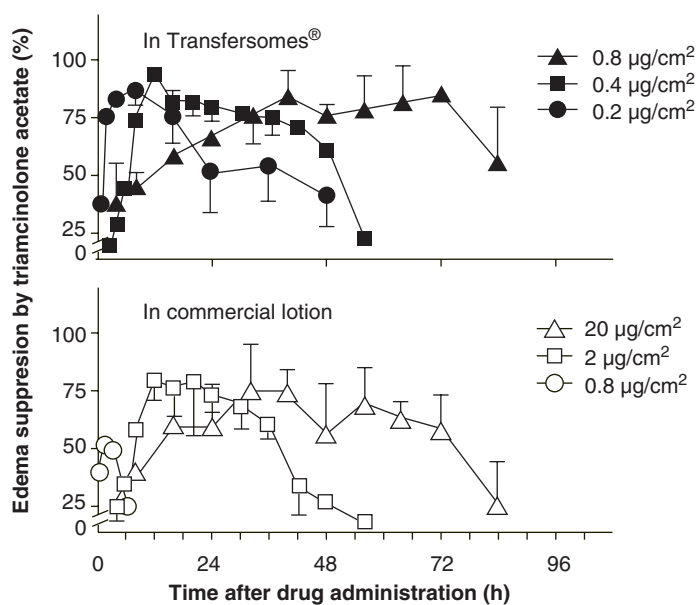 In Transfersomes®
0.8 µg/cm²
0.4 µg/cm²
0.2 µg/cm²
100
75
50
25
0
Edema suppresion by triamcinolone acetate (%)
In commercial lotion
20 µg/cm²
2 µg/cm²
0.8 µg/cm²
100
75
50
25
0
0 24 48 72 96
Time after drug administration (h)